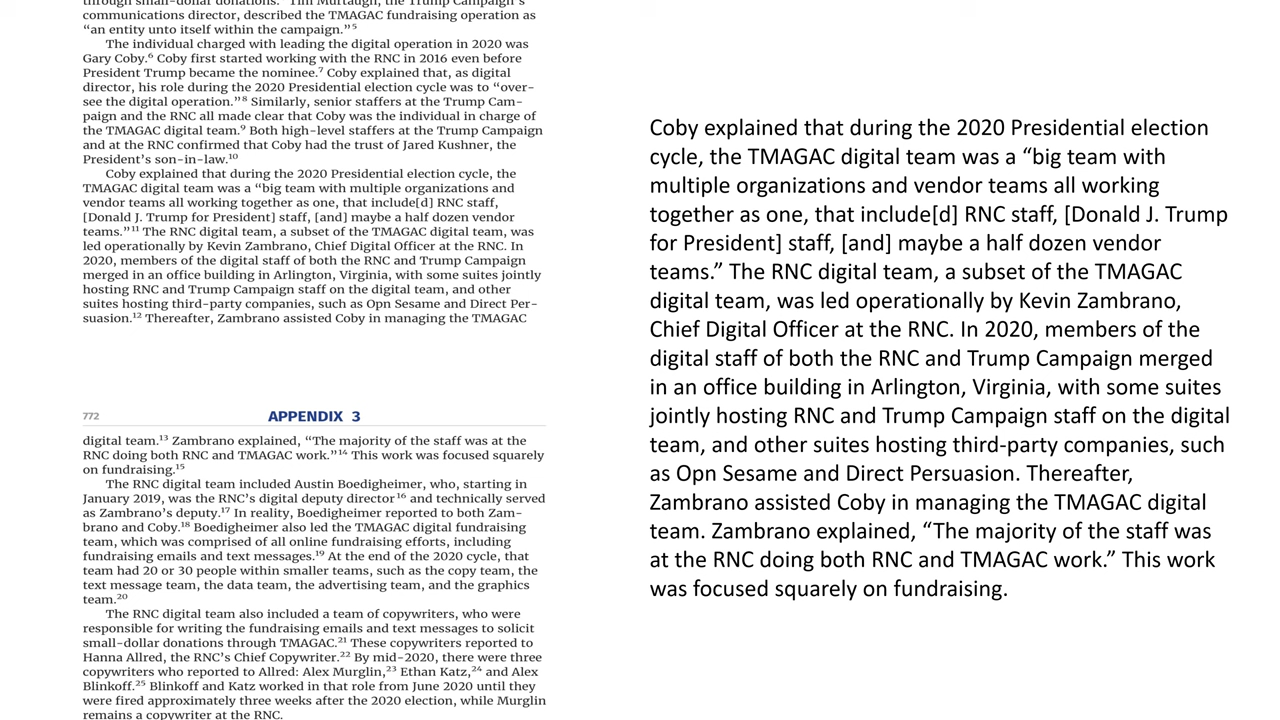 through small-dollar donations.
Tim Murtaugh, the Trump Campaign's
communications director, described the TMAGAC fundraising operation as
“an entity unto itself within the campaign.”⁵
The individual charged with leading the digital operation in 2020 was
Gary Coby.⁶ Coby first started working with the RNC in 2016 even before
President Trump became the nominee.⁷ Coby explained that, as digital
director, his role during the 2020 Presidential election cycle was to “over-
see the digital operation.”⁸ Similarly, senior staffers at the Trump Cam-
paign and the RNC all made clear that Coby was the individual in charge of
the TMAGAC digital team.⁹ Both high-level staffers at the Trump Campaign
and at the RNC confirmed that Coby had the trust of Jared Kushner, the
President’s son-in-law.¹⁰
Coby explained that during the 2020 Presidential election cycle, the
TMAGAC digital team was a “big team with multiple organizations and
vendor teams all working together as one, that include[d] RNC staff,
[Donald J. Trump for President] staff, [and] maybe a half dozen vendor
teams.”¹¹ The RNC digital team, a subset of the TMAGAC digital team, was
led operationally by Kevin Zambrano, Chief Digital Officer at the RNC. In
2020, members of the digital staff of both the RNC and Trump Campaign
merged in an office building in Arlington, Virginia, with some suites jointly
hosting RNC and Trump Campaign staff on the digital team, and other
suites hosting third-party companies, such as Opn Sesame and Direct Per-
suasion.¹² Thereafter, Zambrano assisted Coby in managing the TMAGAC
772
APPENDIX 3
digital team.¹³ Zambrano explained, “The majority of the staff was at the
RNC doing both RNC and TMAGAC work.”¹⁴ This work was focused squarely
on fundraising.¹⁵
The RNC digital team included Austin Boedigheimer, who, starting in
January 2019, was the RNC’s digital deputy director¹⁶ and technically served
as Zambrano’s deputy.¹⁷ In reality, Boedigheimer reported to both Zam-
brano and Coby.¹⁸ Boedigheimer also led the TMAGAC digital fundraising
team, which was comprised of all online fundraising efforts, including
fundraising emails and text messages.¹⁹ At the end of the 2020 cycle, that
team had 20 or 30 people within smaller teams, such as the copy team, the
text message team, the data team, the advertising team, and the graphics
team.²⁰
The RNC digital team also included a team of copywriters, who were
responsible for writing the fundraising emails and text messages to solicit
small-dollar donations through TMAGAC.²¹ These copywriters reported to
Hanna Allred, the RNC’s Chief Copywriter.²² By mid-2020, there were three
copywriters who reported to Allred: Alex Murglin,²³ Ethan Katz,²⁴ and Alex
Blinkoff.²⁵ Blinkoff and Katz worked in that role from June 2020 until they
were fired approximately three weeks after the 2020 election, while Murglin
remains a copywriter at the RNC.
Coby explained that during the 2020 Presidential election
cycle, the TMAGAC digital team was a “big team with
multiple organizations and vendor teams all working
together as one, that include[d] RNC staff, [Donald J. Trump
for President] staff, [and] maybe a half dozen vendor
teams.” The RNC digital team, a subset of the TMAGAC
digital team, was led operationally by Kevin Zambrano,
Chief Digital Officer at the RNC. In 2020, members of the
digital staff of both the RNC and Trump Campaign merged
in an office building in Arlington, Virginia, with some suites
jointly hosting RNC and Trump Campaign staff on the digital
team, and other suites hosting third-party companies, such
as Opn Sesame and Direct Persuasion. Thereafter,
Zambrano assisted Coby in managing the TMAGAC digital
team. Zambrano explained, “The majority of the staff was
at the RNC doing both RNC and TMAGAC work.” This work
was focused squarely on fundraising.